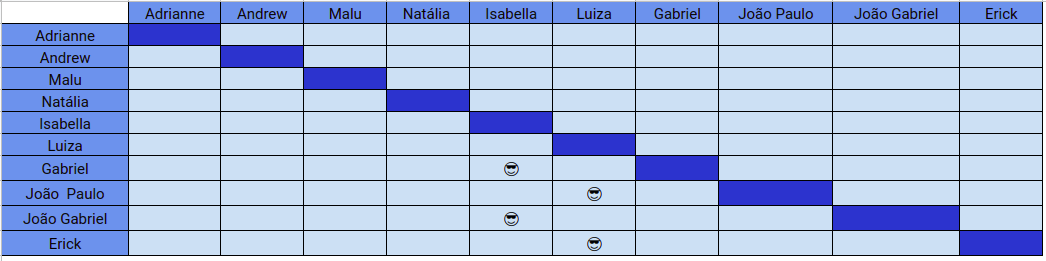 Adrianne Andrew Malu Natália Isabella Luiza Gabriel João Paulo João Gabriel Erick
Adrianne
Andrew
Malu
Natália
Isabella
Luiza
Gabriel 😎
João  Paulo 😎
João Gabriel 😎
Erick 😎